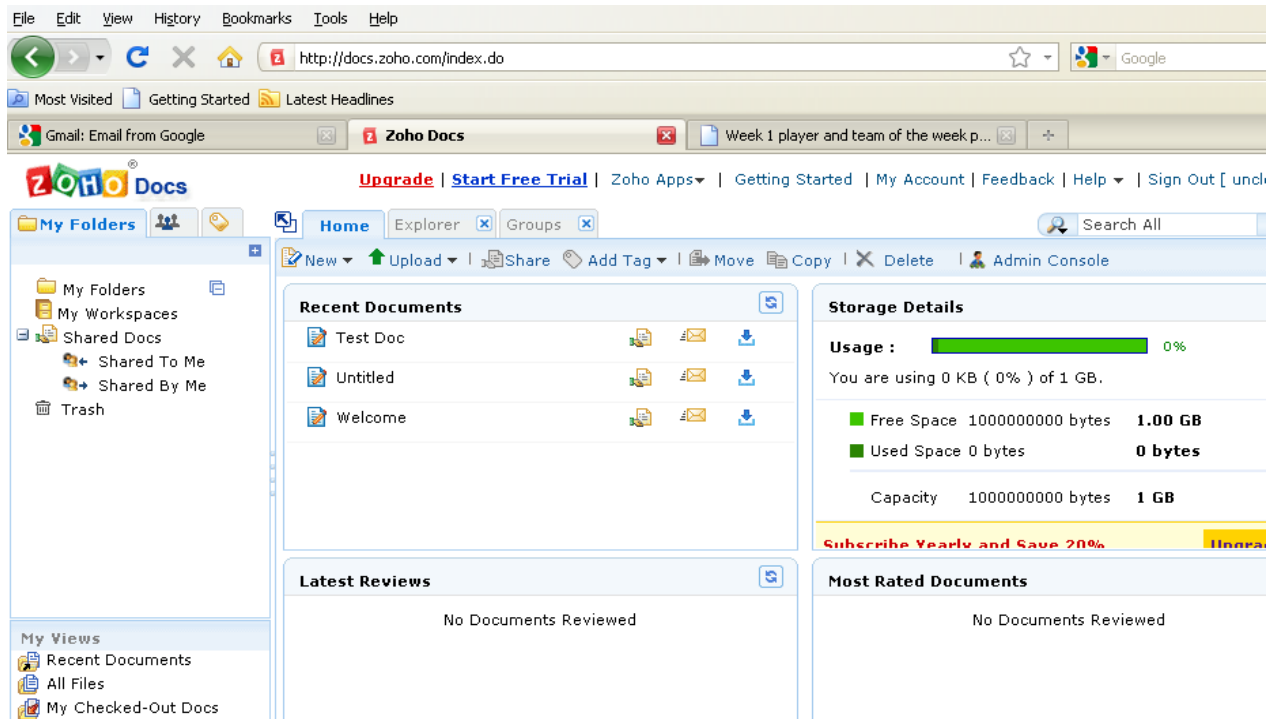 File Edit View History Bookmarks Tools Help
http://docs.zoho.com/index.do Google
Most Visited Getting Started Latest Headlines
Gmail: Email from Google Zoho Docs Week 1 player and team of the week p...
ZOHO® Docs Upgrade | Start Free Trial | Zoho Apps | Getting Started | My Account | Feedback | Help | Sign Out [
My Folders Home Explorer Groups Search All
New Upload Share Add Tag Move Copy Delete Admin Console
My Folders
My Workspaces
Shared Docs
Shared To Me
Shared By Me
Trash
Recent Documents
Test Doc
Untitled
Welcome
Storage Details
Usage : 0%
You are using 0 KB ( 0% ) of 1 GB.
Free Space 1000000000 bytes 1.00 GB
Used Space 0 bytes 0 bytes
Capacity 1000000000 bytes 1 GB
Subscribe Yearly and Save 20%
Latest Reviews
No Documents Reviewed
Most Rated Documents
No Documents Reviewed
My Views
Recent Documents
All Files
My Checked-Out Docs